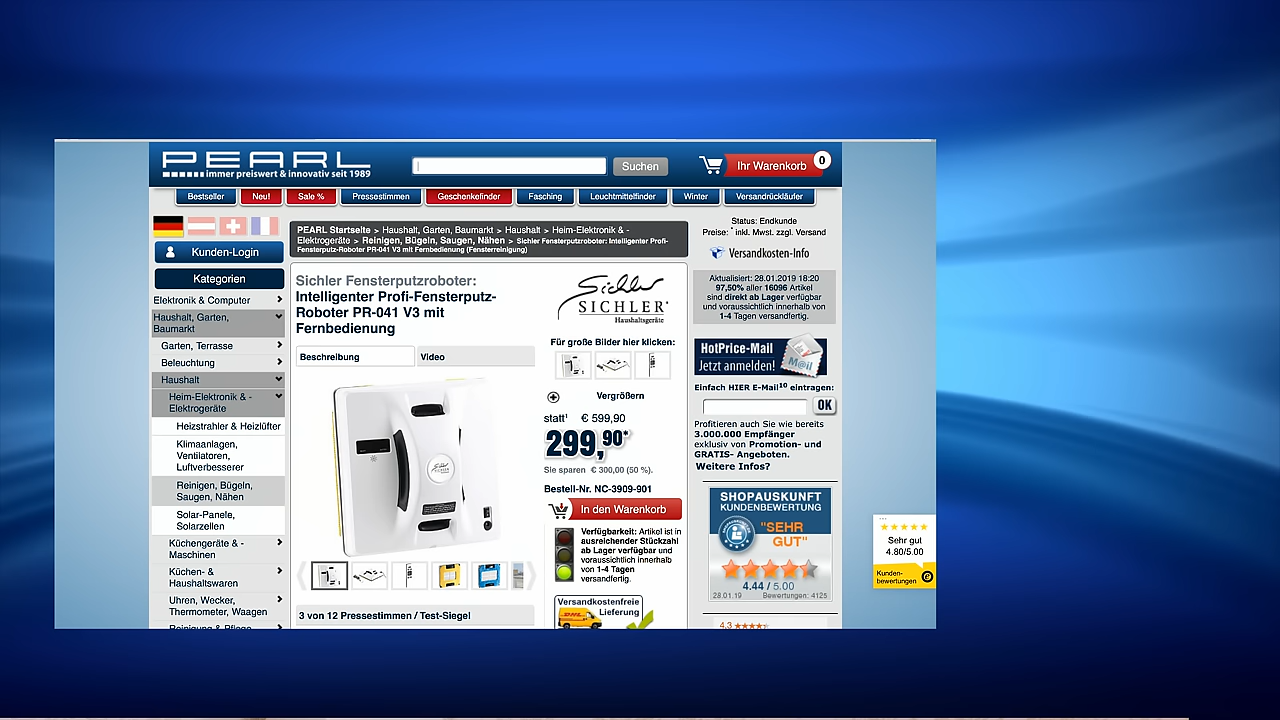 PEARL
immer preiswert & innovativ seit 1989
Suchen
Ihr Warenkorb
0
Bestseller
Neu!
Sale %
Pressestimmen
Geschenkefinder
Fasching
Leuchtmittelfinder
Winter
Versandrückläufer
Kunden-Login
Kategorien
Elektronik & Computer
Haushalt, Garten,
Baumarkt
Garten, Terrasse
Beleuchtung
Haushalt
Heim-Elektronik & -
Elektrogeräte
Heizstrahler & Heizlüfter
Klimaanlagen,
Ventilatoren,
Luftverbesserer
Reinigen, Bügeln,
Saugen, Nähen
Solar-Panele,
Solarzellen
Küchengeräte & -
Maschinen
Küchen- &
Haushaltswaren
Uhren, Wecker,
Thermometer, Waagen
Reinigung & Pflege
PEARL Startseite > Haushalt, Garten, Baumarkt > Haushalt > Heim-Elektronik & -
Elektrogeräte > Reinigen, Bügeln, Saugen, Nähen > Sichler Fensterputzroboter: Intelligenter Profi-
Fensterputz-Roboter PR-041 V3 mit Fernbedienung (Fensterreinigung)
Sichler Fensterputzroboter:
Intelligenter Profi-Fensterputz-
Roboter PR-041 V3 mit
Fernbedienung
Beschreibung
Video
3 von 12 Pressestimmen / Test-Siegel
Sichler
SICHLER®
Haushaltsgeräte
Für große Bilder hier klicken:
Vergrößern
statt¹ € 599,90
299,90*
Sie sparen € 300,00 (50 %).
Bestell-Nr. NC-3909-901
In den Warenkorb
Verfügbarkeit: Artikel ist in
ausreichender Stückzahl
ab Lager verfügbar und
voraussichtlich innerhalb
von 1-4 Tagen
versandfertig.
Versandkostenfreie
Lieferung
Status: Endkunde
Preise: * inkl. Mwst. zzgl. Versand
Versandkosten-Info
Aktualisiert: 28.01.2019 18:20
97,50% aller 16096 Artikel
sind direkt ab Lager verfügbar
und voraussichtlich innerhalb von
1-4 Tagen versandfertig.
HotPrice-Mail
Jetzt anmelden!
M@il
Einfach HIER E-Mail¹⁰ eintragen:
OK
Profitieren auch Sie wie bereits
3.000.000 Empfänger
exklusiv von Promotion- und
GRATIS- Angeboten.
Weitere Infos?
SHOPAUSKUNFT
KUNDENBEWERTUNG
"SEHR
GUT"
4.44 / 5.00
28.01.19
Bewertungen: 4125
4,3
Sehr gut
4.80/5.00
Kunden-
bewertungen